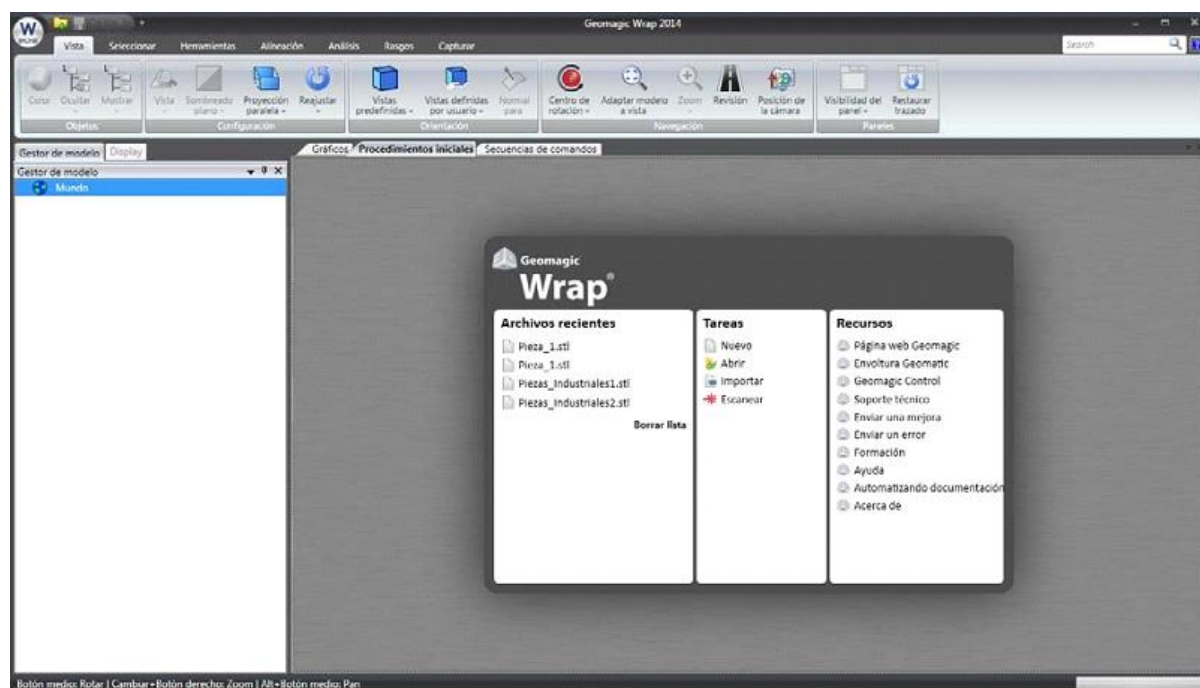 W
Geomagic Wrap 2014
Vista Seleccionar Herramientas Alineación Análisis Rasgos Capturar
Search
Color Ocultar Mostrar Vista Sombreado plano Proyección paralela Reajustar Vistas predefinidas Vistas definidas por usuario Normal para Centro de rotación Adaptar modelo a vista Zoom Revisión Posición de la cámara Visibilidad del panel Restaurar trazado
Objetos Configuración Orientación Navegación Paneles
Gestor de modelo Display Gráficos Procedimientos iniciales Secuencias de comandos
Gestor de modelo
Mundo
Geomagic
Wrap®
Archivos recientes
Pieza_1.stl
Pieza_1.stl
Piezas_Industriales1.stl
Piezas_Industriales2.stl
Borrar lista
Tareas
Nuevo
Abrir
Importar
Escanear
Recursos
Página web Geomagic
Envoltura Geomatic
Geomagic Control
Soporte técnico
Enviar una mejora
Enviar un error
Formación
Ayuda
Automatizando documentación
Acerca de
Botón medio: Rotar | Cambiar+Botón derecho: Zoom | Alt+Botón medio: Pan